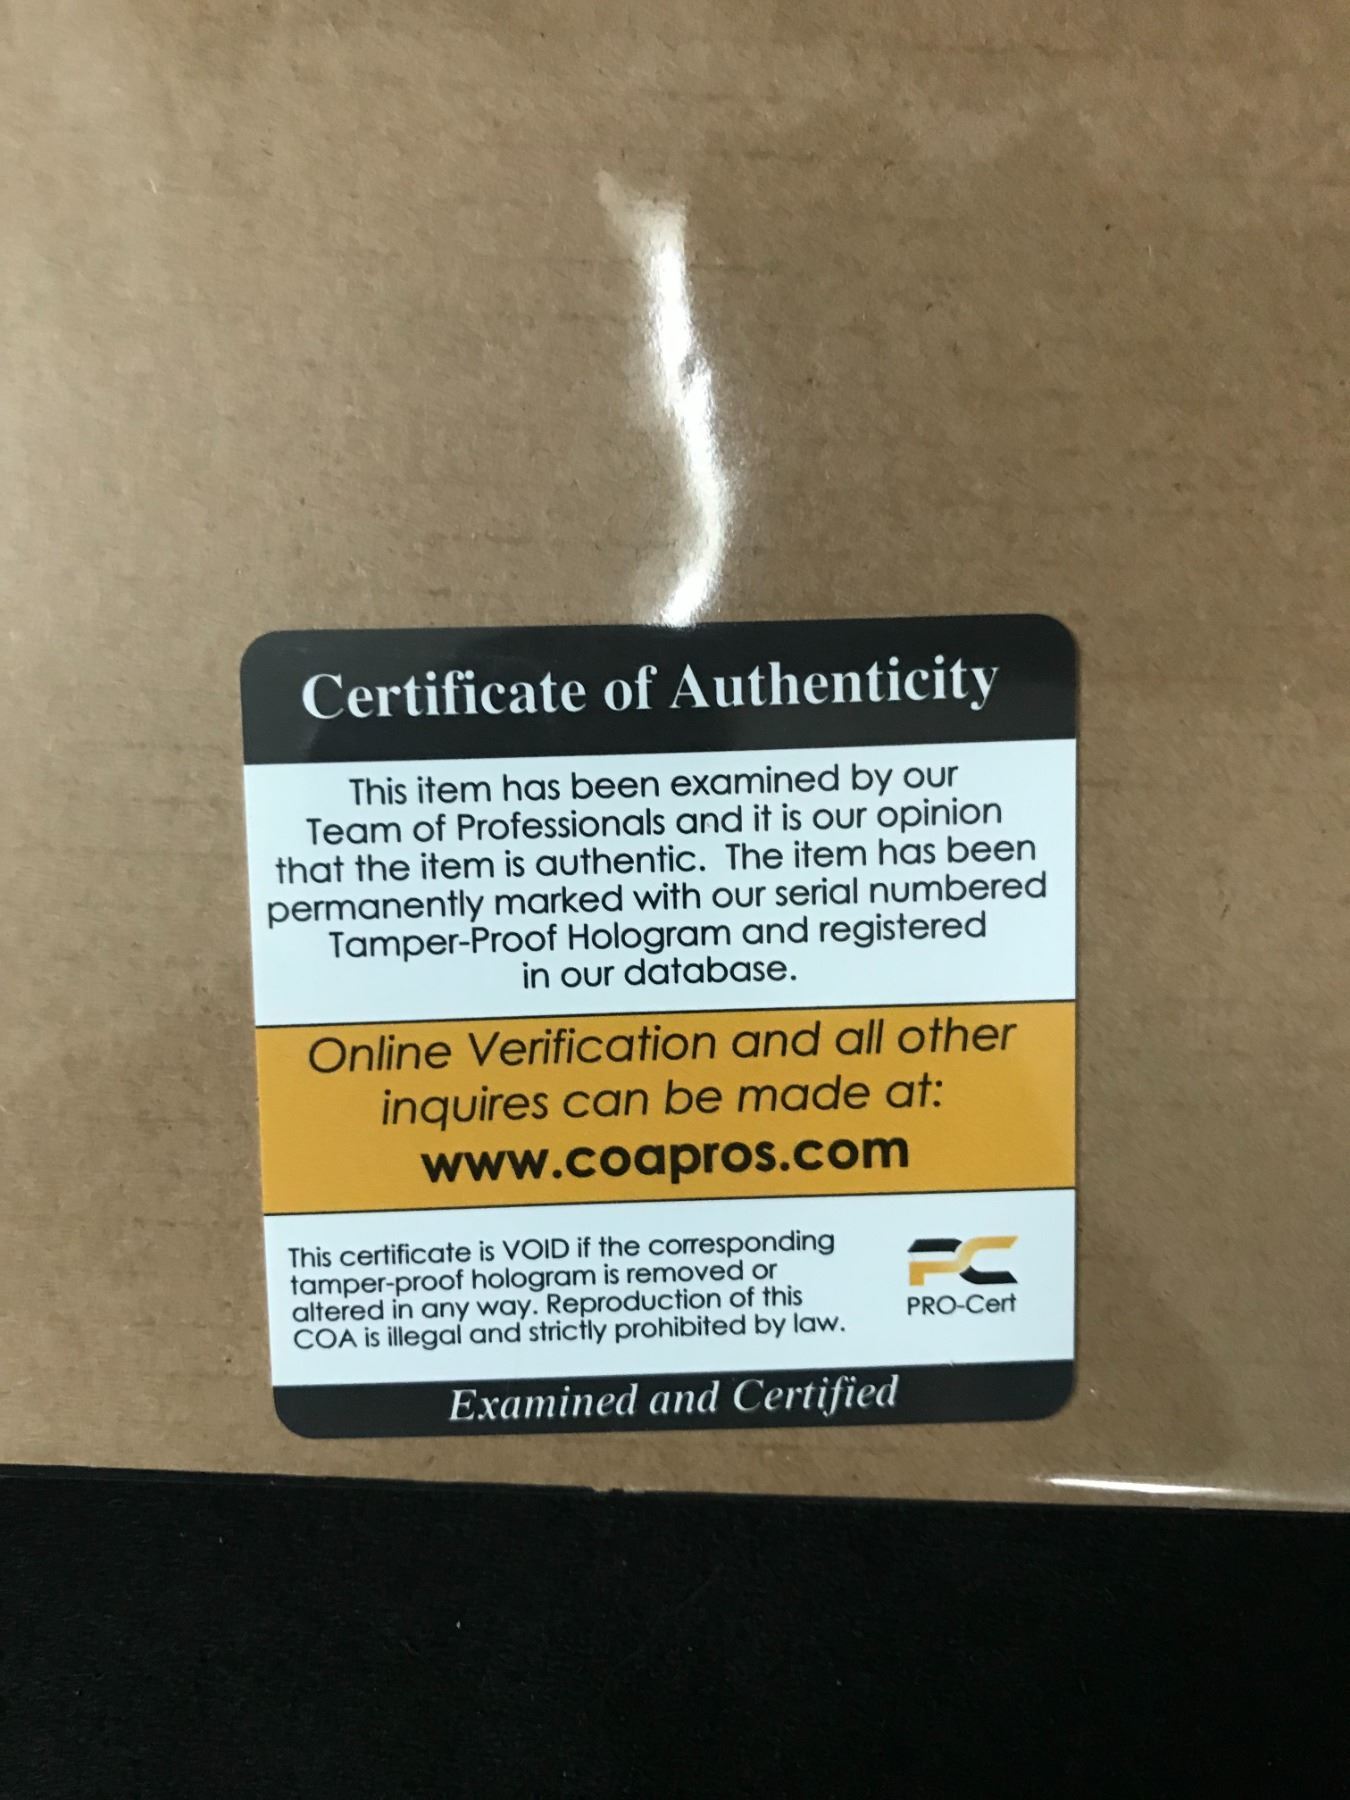 Certificate of Authenticity
This item has been examined by our
Team of Professionals and it is our opinion
that the item is authentic. The item has been
permanently marked with our serial numbered
Tamper-Proof Hologram and registered
in our database.
Online Verification and all other
inquires can be made at:
www.coapros.com
This certificate is VOID if the corresponding
tamper-proof hologram is removed or
altered in any way. Reproduction of this
COA is illegal and strictly prohibited by law.
PC
PRO-Cert
Examined and Certified